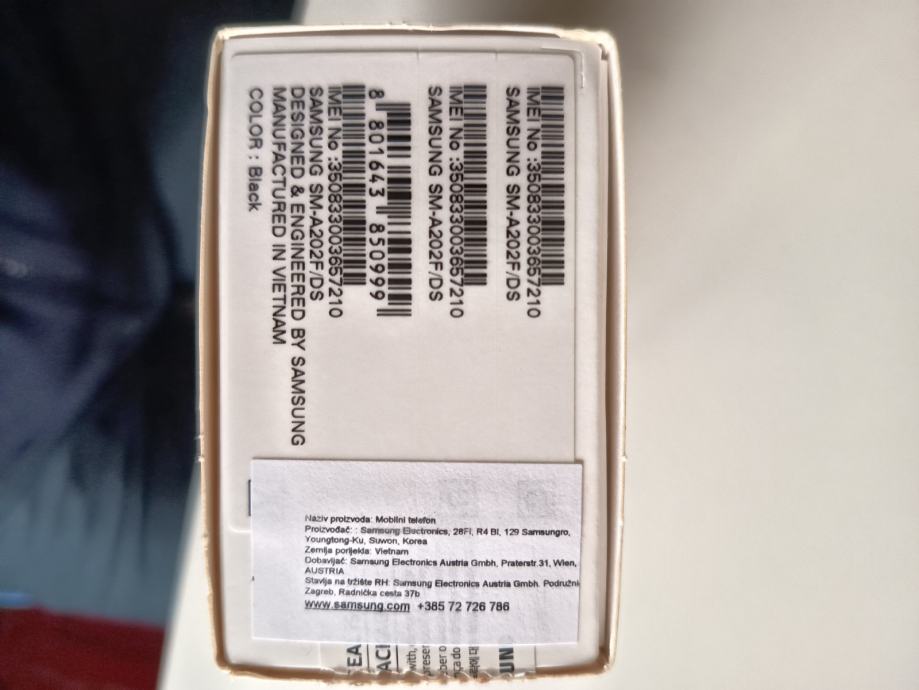 IMEI No :350833003657210
SAMSUNG SM-A202F/DS
IMEI No :350833003657210
SAMSUNG SM-A202F/DS
8 801643 850999
IMEI No :350833003657210
SAMSUNG SM-A202F/DS
DESIGNED & ENGINEERED BY SAMSUNG
MANUFACTURED IN VIETNAM
COLOR : Black
Naziv proizvoda: Mobilni telefon
Proizvođač: : Samsung Electronics, 28Fl, R4 Bl, 129 Samsungro,
Youngtong-Ku, Suwon, Korea
Zemlja porijekla: Vietnam
Dobavljač: Samsung Electronics Austria Gmbh, Praterstr.31, Wien,
AUSTRIA
Stavlja na tržište RH: Samsung Electronics Austria Gmbh. Podružni
Zagreb, Radnička cesta 37b
www.samsung.com +385 72 726 786